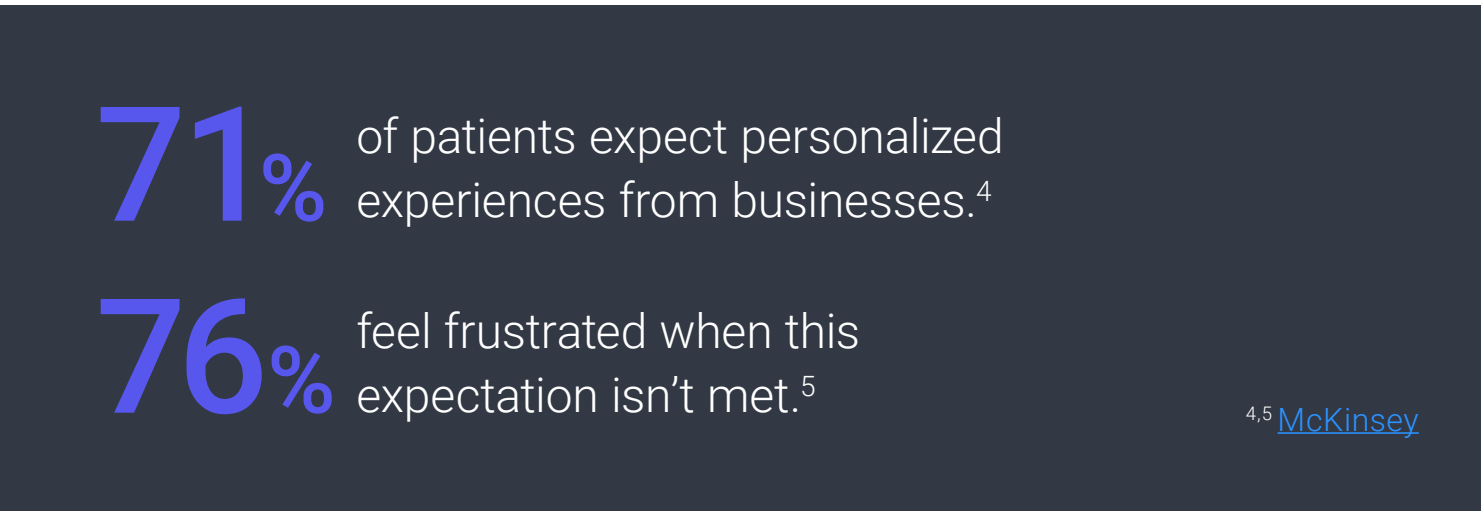 71% of patients expect personalized
experiences from businesses.⁴
76% feel frustrated when this
expectation isn't met.⁵
⁴,⁵ McKinsey